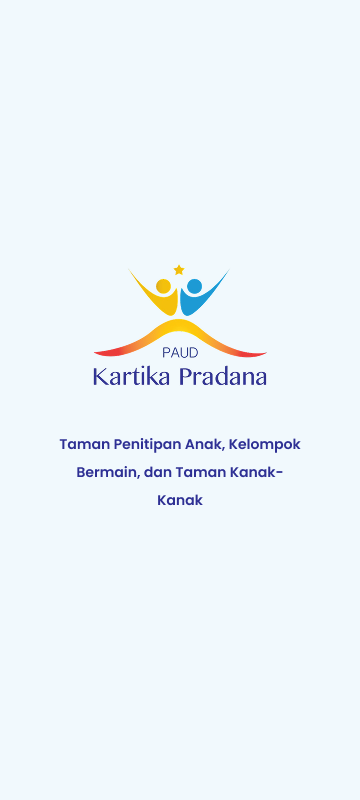 PAUD
Kartika Pradana
Taman Penitipan Anak, Kelompok
Bermain, dan Taman Kanak-
Kanak